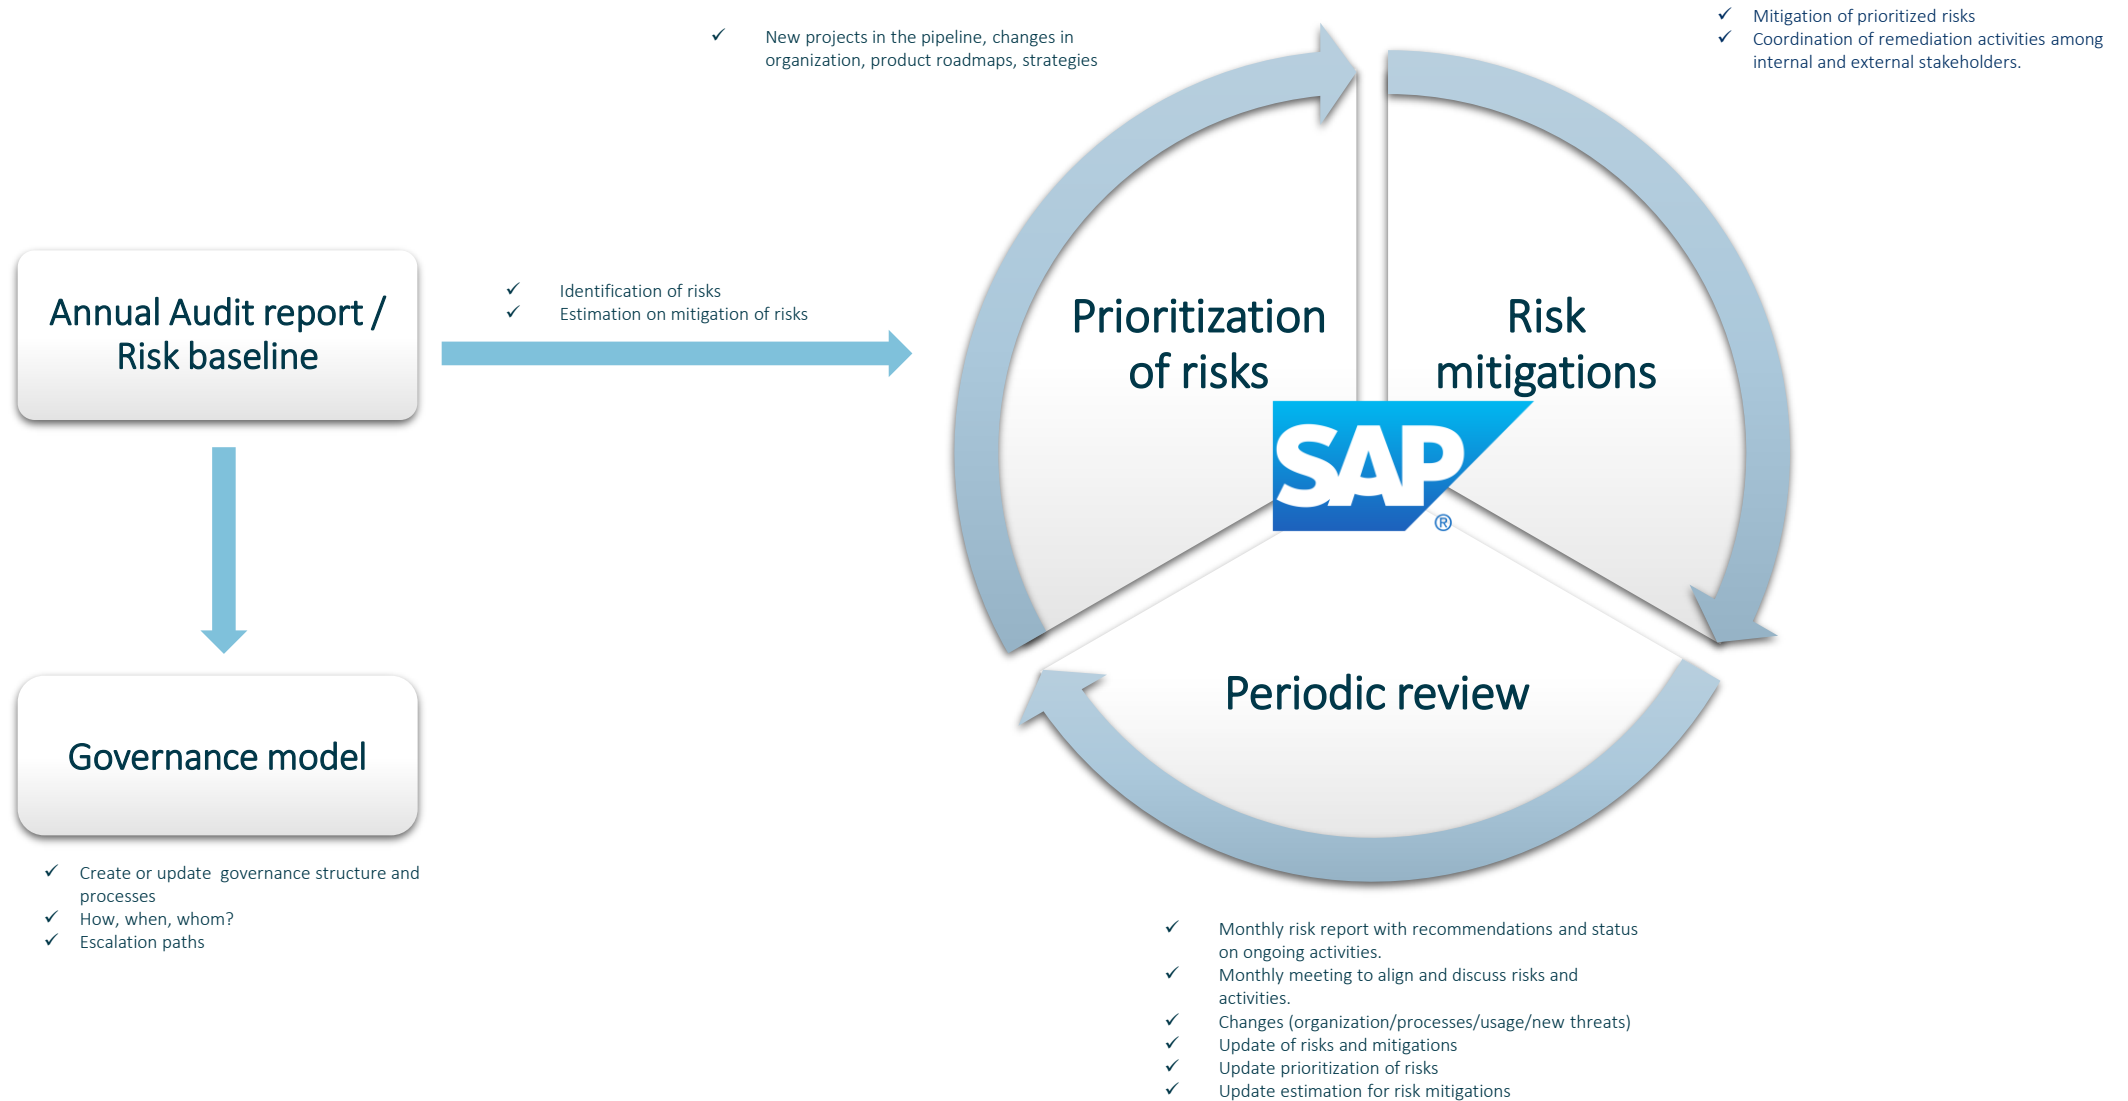 ✓ New projects in the pipeline, changes in
organization, product roadmaps, strategies
✓ Mitigation of prioritized risks
✓ Coordination of remediation activities among
internal and external stakeholders.
Annual Audit report /
Risk baseline
✓ Identification of risks
✓ Estimation on mitigation of risks
Prioritization
of risks
Risk
mitigations
SAP
®
Periodic review
Governance model
✓ Create or update  governance structure and
processes
✓ How, when, whom?
✓ Escalation paths
✓ Monthly risk report with recommendations and status
on ongoing activities.
✓ Monthly meeting to align and discuss risks and
activities.
✓ Changes (organization/processes/usage/new threats)
✓ Update of risks and mitigations
✓ Update prioritization of risks
✓ Update estimation for risk mitigations